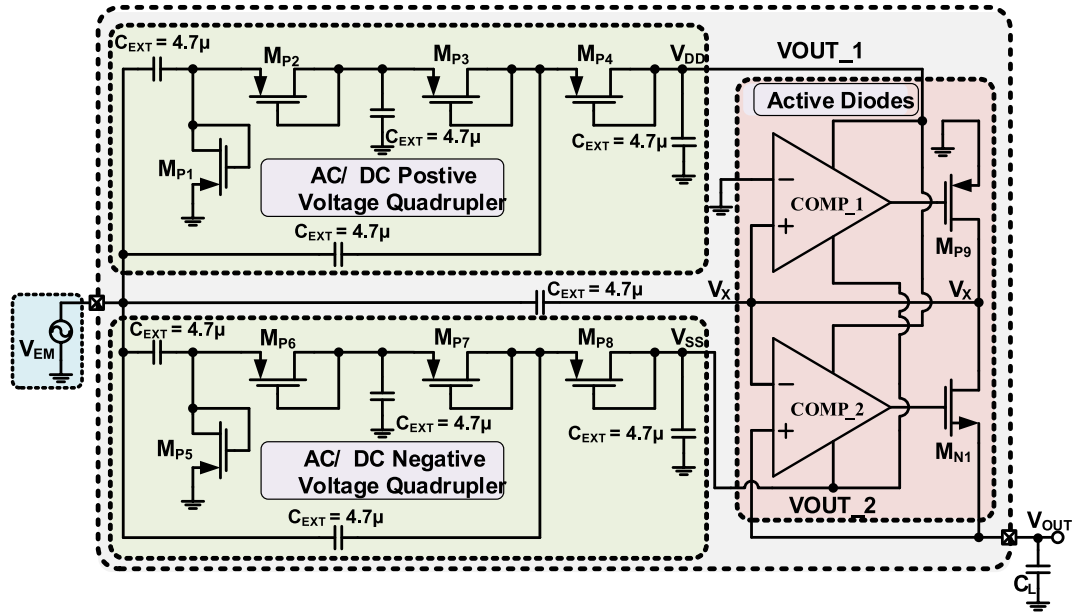 C_EXT = 4.7µ
M_P2
M_P3
M_P4
V_DD
VOUT_1
Active Diodes
C_EXT = 4.7µ
C_EXT = 4.7µ
M_P1
AC/ DC Postive
Voltage Quadrupler
−
COMP_1
+
M_P9
C_EXT = 4.7µ
C_EXT = 4.7µ
V_X
V_X
V_EM
C_EXT = 4.7µ
M_P6
M_P7
M_P8
V_SS
−
COMP_2
+
M_N1
C_EXT = 4.7µ
C_EXT = 4.7µ
M_P5
AC/ DC Negative
Voltage Quadrupler
C_EXT = 4.7µ
VOUT_2
V_OUT
C_L